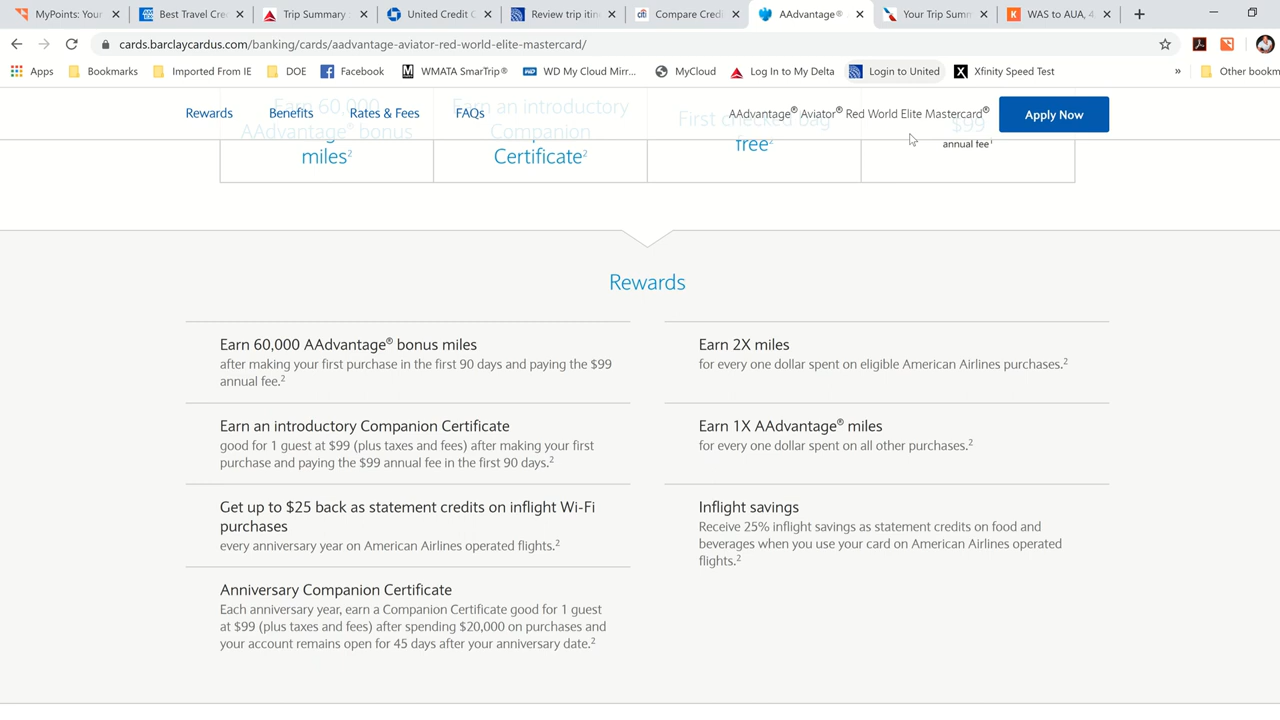 MyPoints: Your
Best Travel Cre
Trip Summary
United Credit C
Review trip itin
citi Compare Credi
AAdvantage®
Your Trip Summ
K WAS to AUA, 4
cards.barclaycardus.com/banking/cards/aadvantage-aviator-red-world-elite-mastercard/
Apps Bookmarks Imported From IE DOE Facebook WMATA SmarTrip® WD My Cloud Mirr... MyCloud Log In to My Delta Login to United Xfinity Speed Test » Other bookm
Rewards Benefits Rates & Fees FAQs
AAdvantage® Aviator® Red World Elite Mastercard®
Apply Now
Earn 60,000
AAdvantage® bonus
miles²
Earn an introductory
Companion
Certificate²
First checked bag
free²
$99
annual fee¹
Rewards
Earn 60,000 AAdvantage® bonus miles
after making your first purchase in the first 90 days and paying the $99
annual fee.²
Earn 2X miles
for every one dollar spent on eligible American Airlines purchases.²
Earn an introductory Companion Certificate
good for 1 guest at $99 (plus taxes and fees) after making your first
purchase and paying the $99 annual fee in the first 90 days.²
Earn 1X AAdvantage® miles
for every one dollar spent on all other purchases.²
Get up to $25 back as statement credits on inflight Wi-Fi
purchases
every anniversary year on American Airlines operated flights.²
Inflight savings
Receive 25% inflight savings as statement credits on food and
beverages when you use your card on American Airlines operated
flights.²
Anniversary Companion Certificate
Each anniversary year, earn a Companion Certificate good for 1 guest
at $99 (plus taxes and fees) after spending $20,000 on purchases and
your account remains open for 45 days after your anniversary date.²